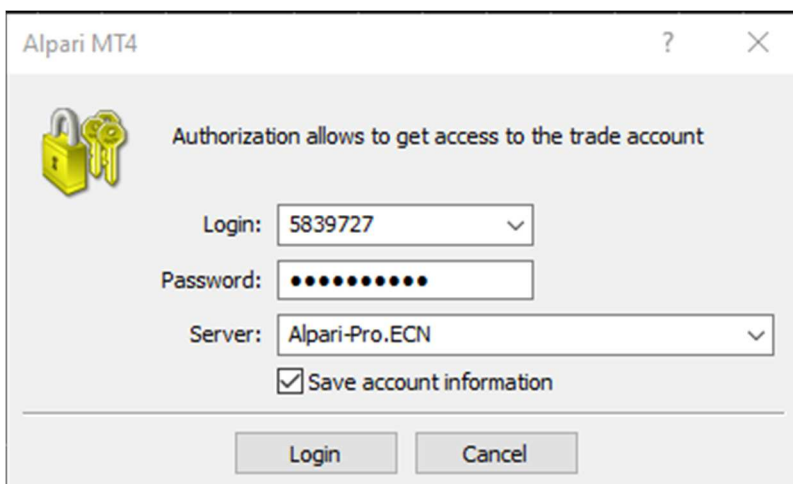 Alpari MT4 ?
Authorization allows to get access to the trade account
Login: 5839727
Password: ●●●●●●●●●●
Server: Alpari-Pro.ECN
Save account information
Login Cancel